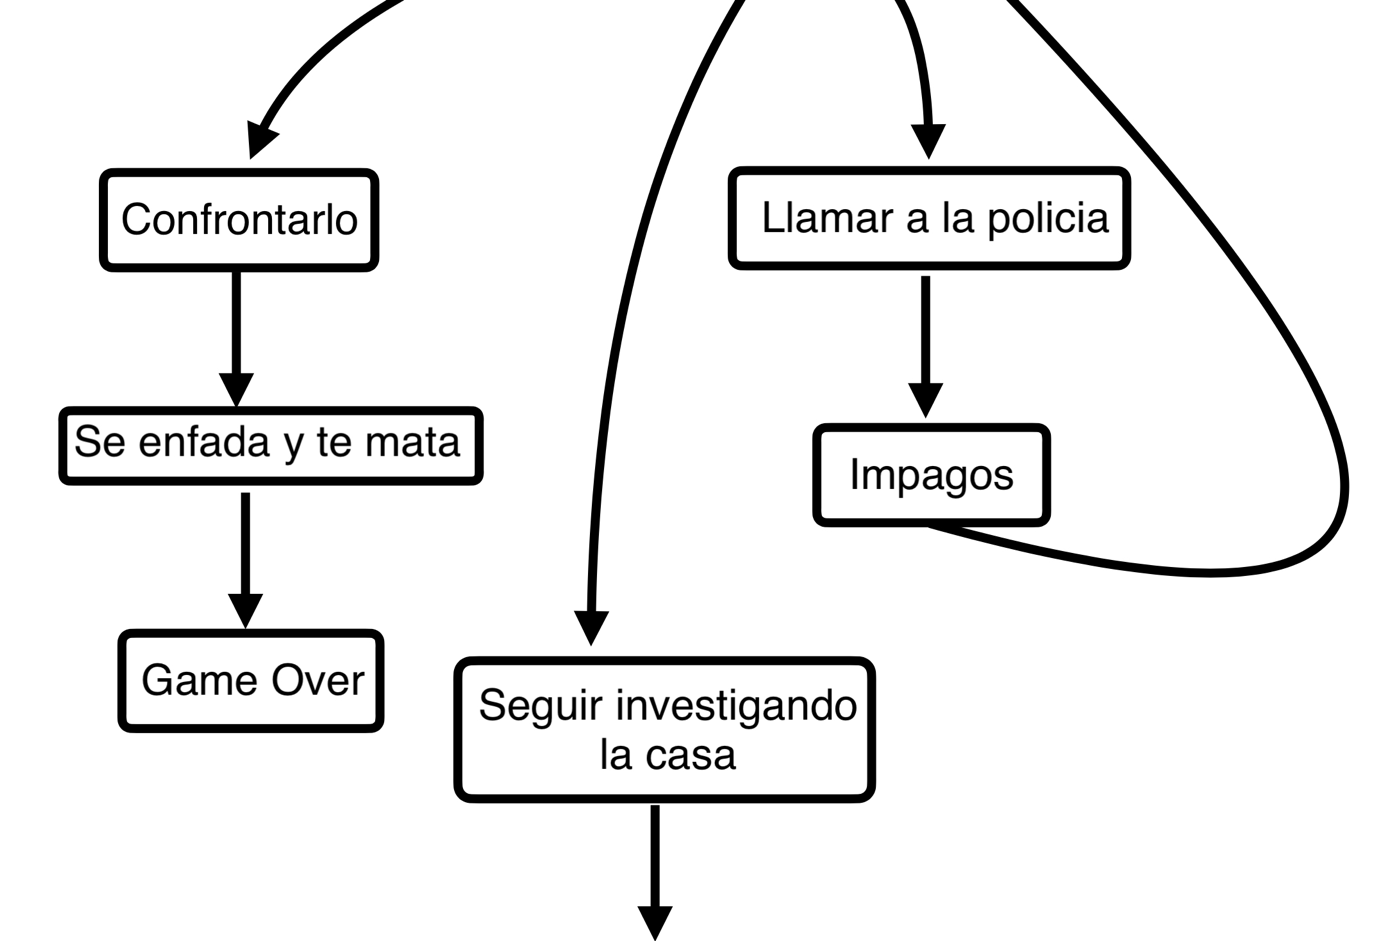 Confrontarlo
Llamar a la policia
Se enfada y te mata
Impagos
Game Over
Seguir investigando
la casa